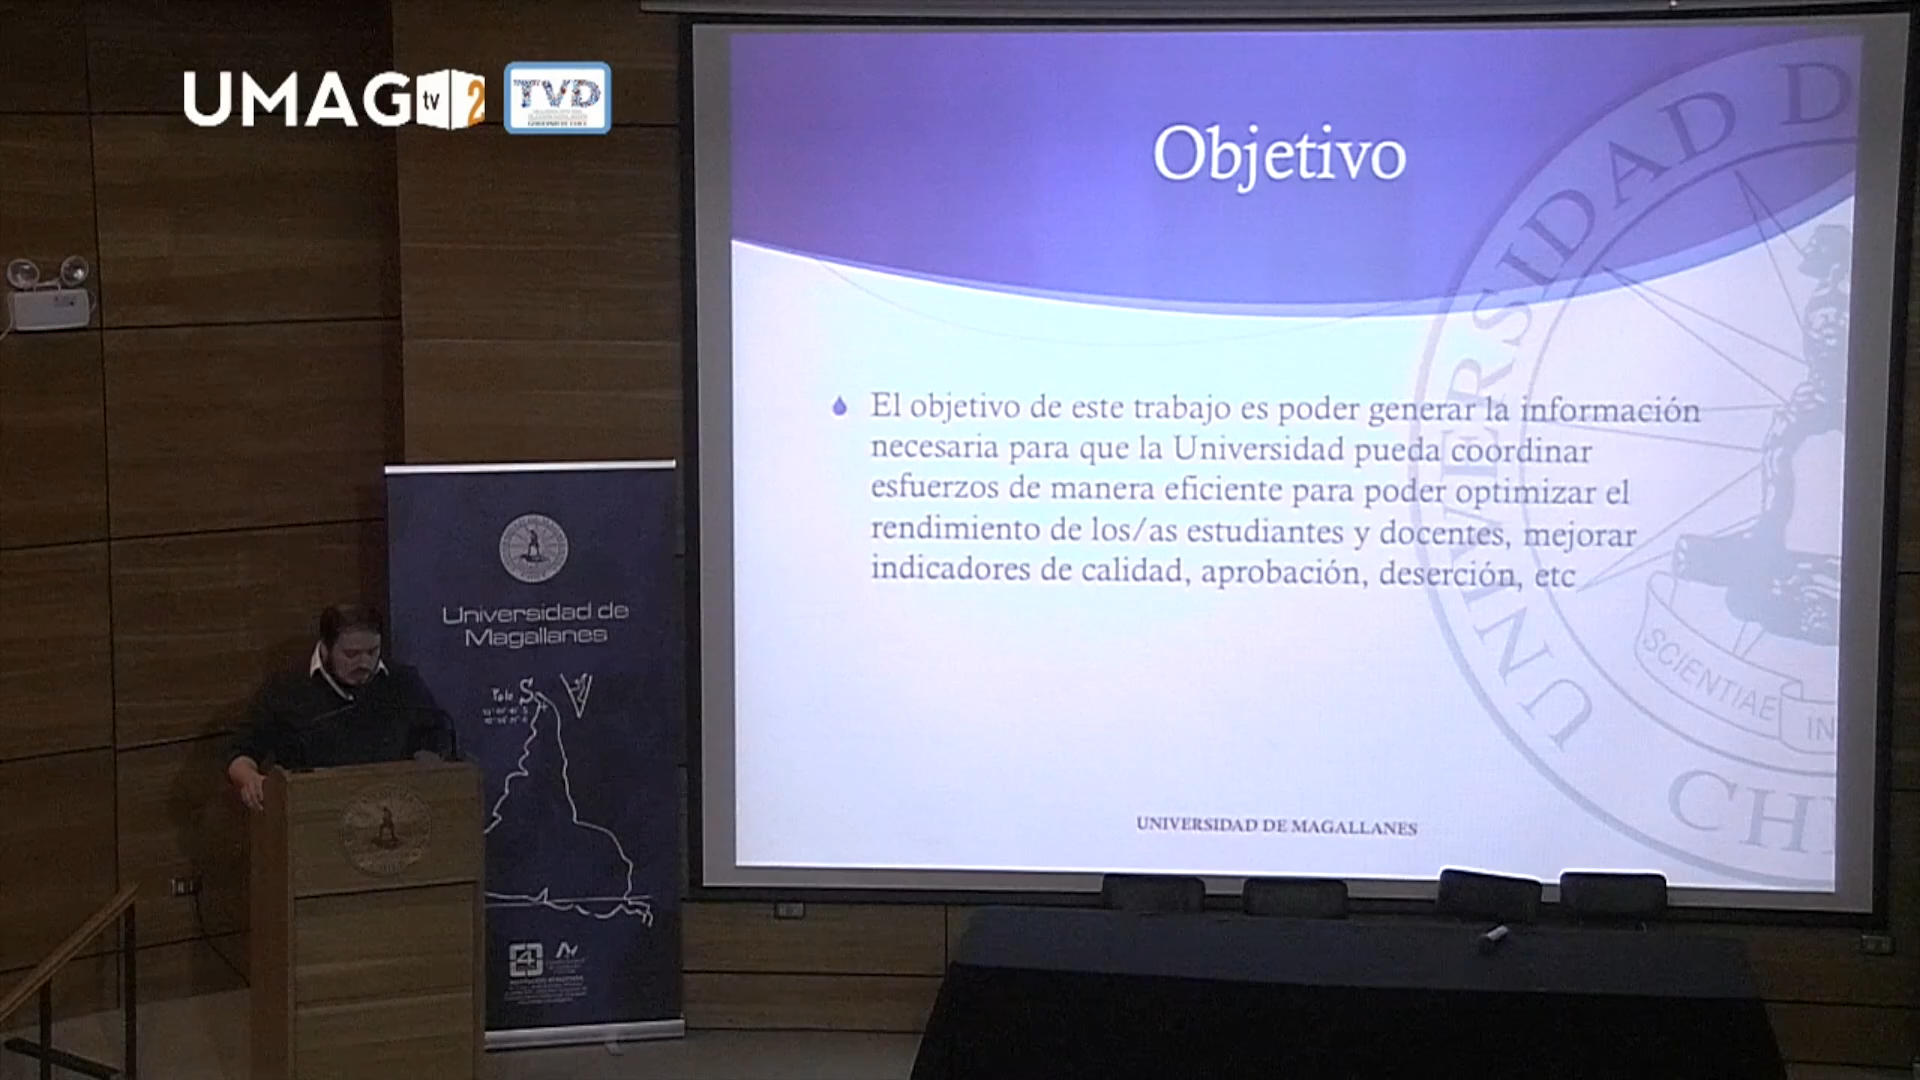 UMAG tv 2
TVD
Objetivo
El objetivo de este trabajo es poder generar la información
necesaria para que la Universidad pueda coordinar
esfuerzos de manera eficiente para poder optimizar el
rendimiento de los/as estudiantes y docentes, mejorar
indicadores de calidad, aprobación, deserción, etc
UNIVERSIDAD DE MAGALLANES
UNIVERSIDAD D
SCIENTIAE
IN
CH
Universidad de
Magallanes
Polo S
4